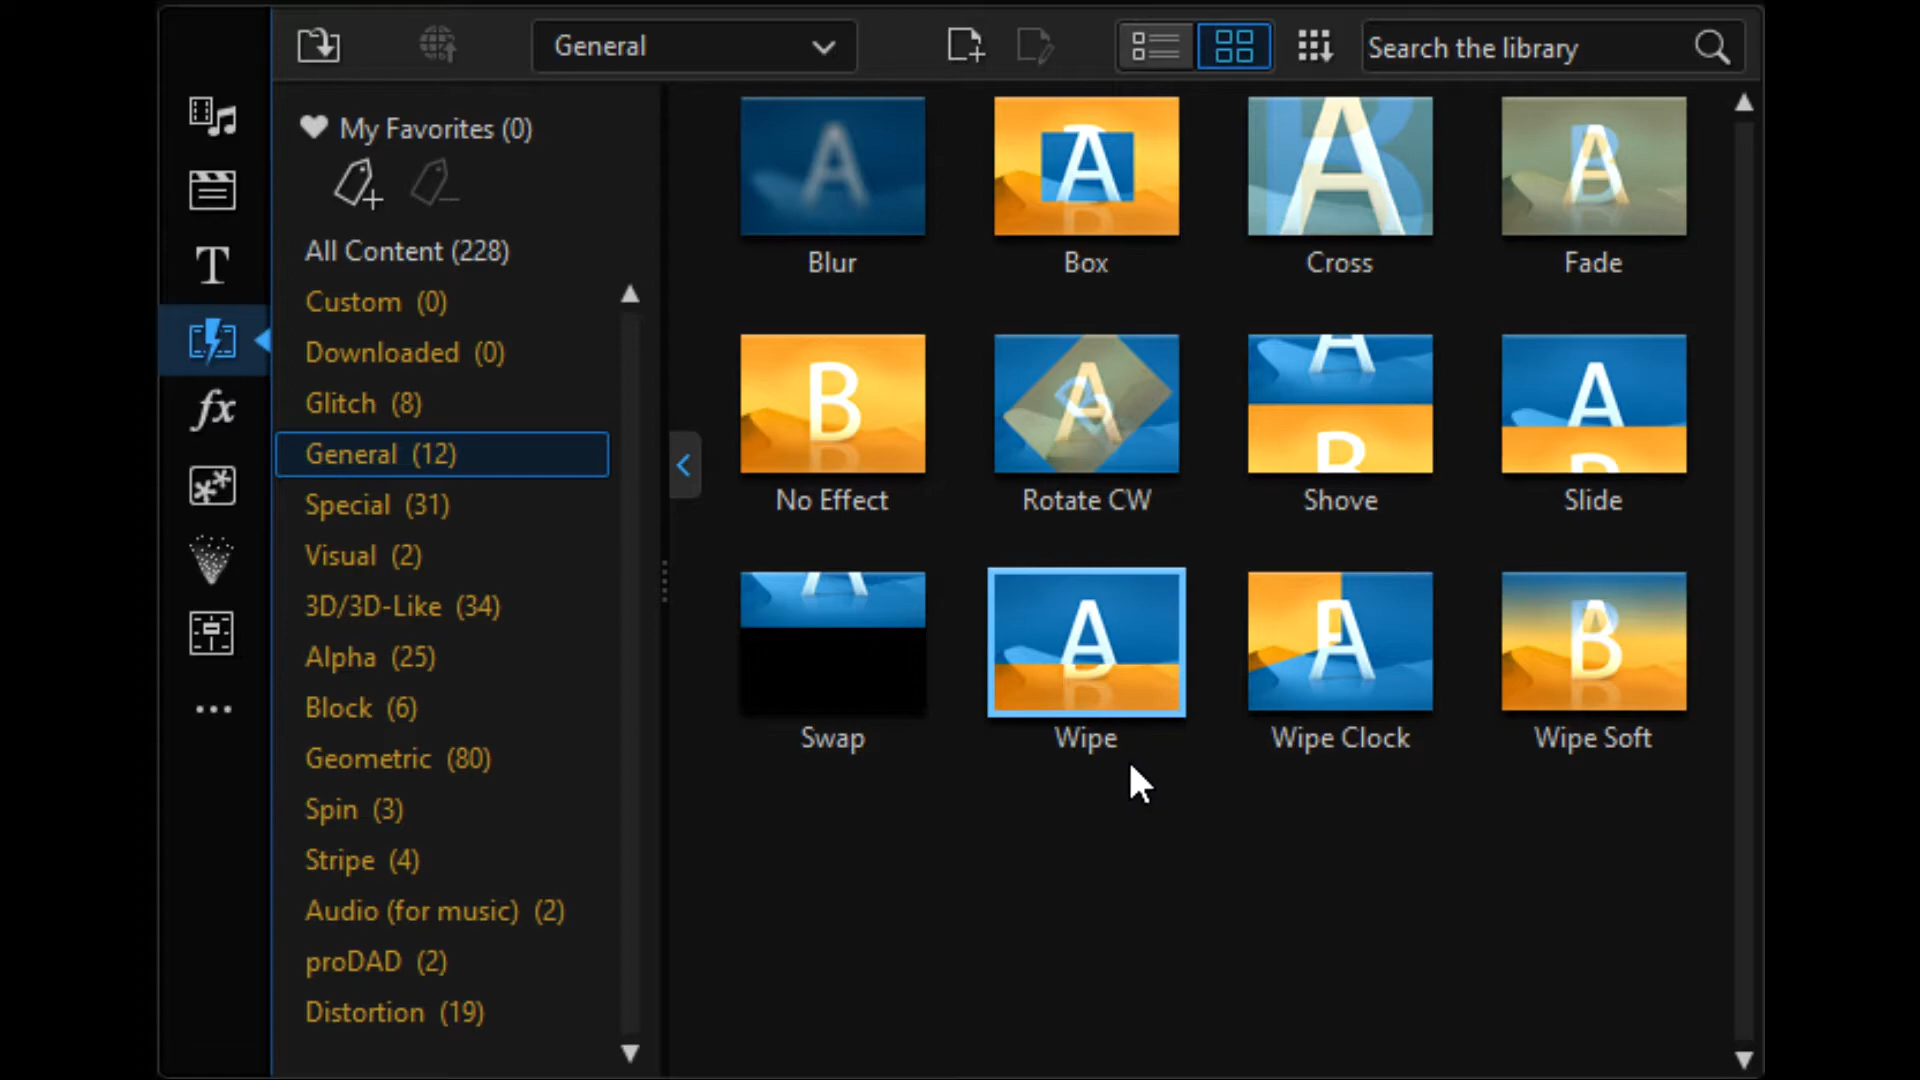 General
Search the library
My Favorites (0)
All Content (228)
Custom (0)
Downloaded (0)
Glitch (8)
General (12)
Special (31)
Visual (2)
3D/3D-Like (34)
Alpha (25)
Block (6)
Geometric (80)
Spin (3)
Stripe (4)
Audio (for music) (2)
proDAD (2)
Distortion (19)
T
fx
A
A
A
B A
Blur
Box
Cross
Fade
B
A
A
B
A
No Effect
Rotate CW
Shove
Slide
A
A
B
Swap
Wipe
Wipe Clock
Wipe Soft